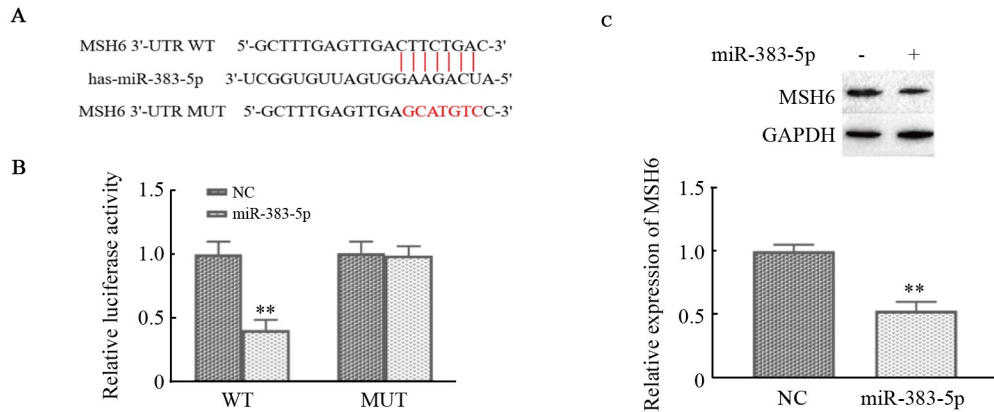 A
MSH6 3'-UTR WT 5'-GCTTTGAGTTGACTTCTGAC-3'
has-miR-383-5p 3'-UCGGUGUUAGUGGAAGACUA-5'
MSH6 3'-UTR MUT 5'-GCTTTGAGTTGAGCATGTCC-3'
B
Relative luciferase activity
1.5
1.0
0.5
0
NC
miR-383-5p
**
WT MUT
C
miR-383-5p - +
MSH6
GAPDH
Relative expression of MSH6
1.5
1.0
0.5
0
**
NC miR-383-5p